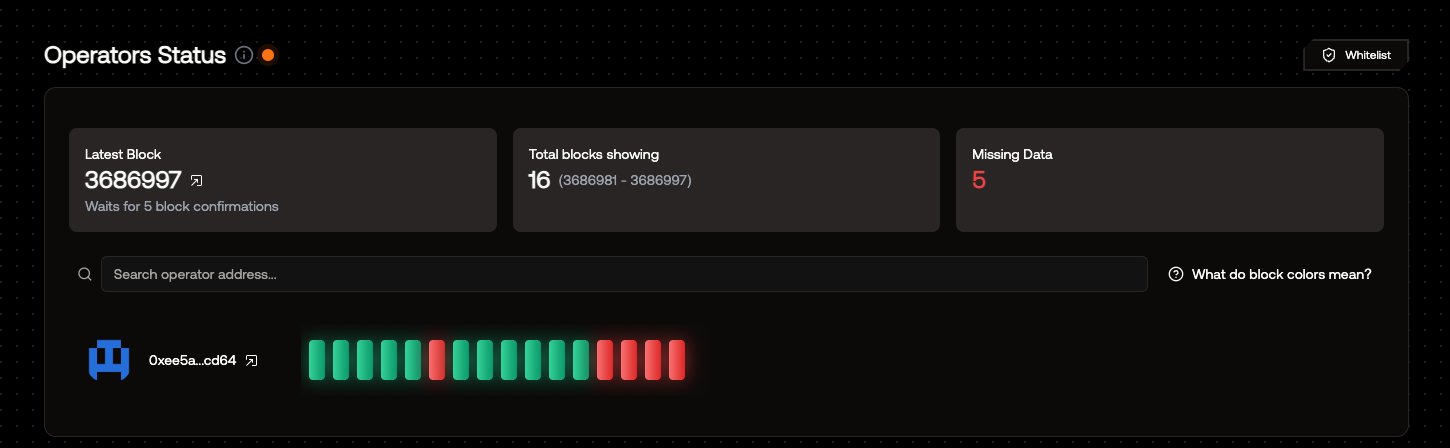 Operators Status
Whitelist
Latest Block
3686997
Waits for 5 block confirmations
Total blocks showing
16 (3686981 - 3686997)
Missing Data
5
Search operator address...
What do block colors mean?
0xee5a...cd64